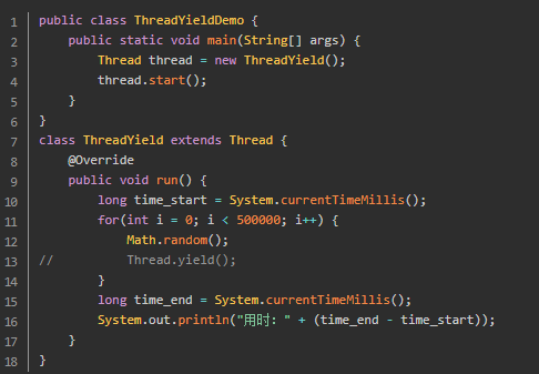 1 public class ThreadYieldDemo {
2     public static void main(String[] args) {
3         Thread thread = new ThreadYield();
4         thread.start();
5     }
6 }
7 class ThreadYield extends Thread {
8     @Override
9     public void run() {
10         long time_start = System.currentTimeMillis();
11         for(int i = 0; i < 500000; i++) {
12             Math.random();
13 //          Thread.yield();
14         }
15         long time_end = System.currentTimeMillis();
16         System.out.println("用时: " + (time_end - time_start));
17     }
18 }